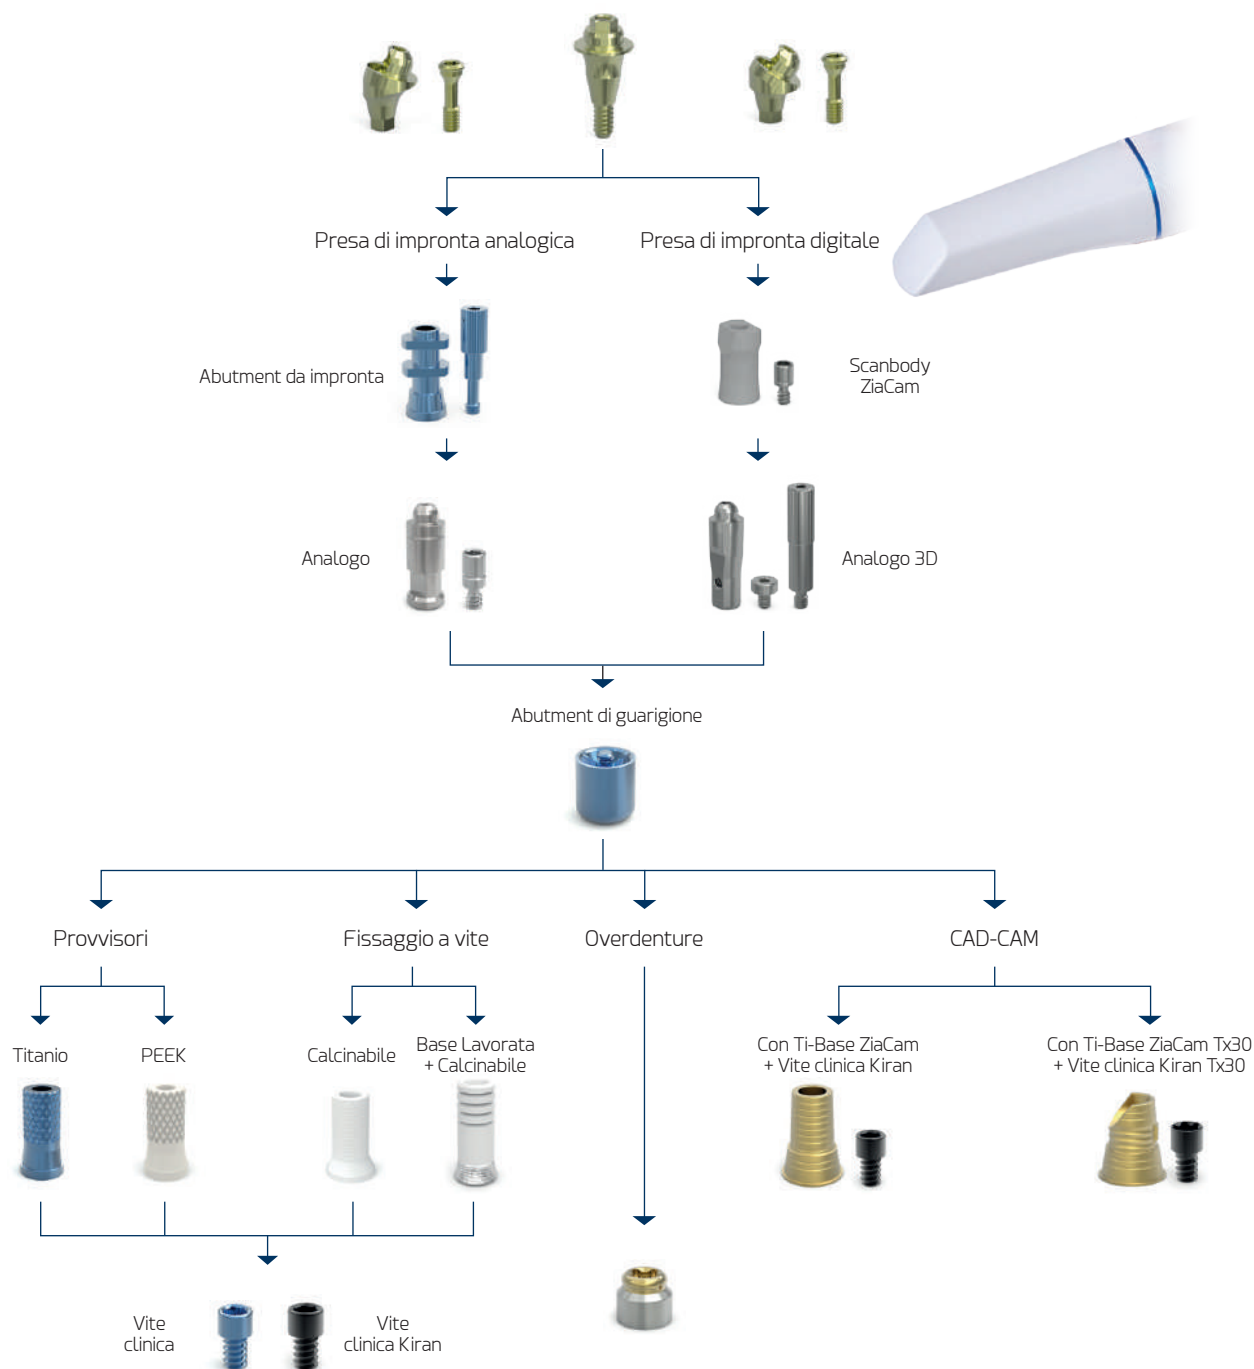 Presa di impronta analogica
Presa di impronta digitale
Abutment da impronta
Scanbody
ZiaCam
Analogo
Analogo 3D
Abutment di guarigione
Provvisori
Fissaggio a vite
Overdenture
CAD-CAM
Titanio
PEEK
Calcinabile
Base Lavorata
+ Calcinabile
Con Ti-Base ZiaCam
+ Vite clinica Kiran
Con Ti-Base ZiaCam Tx30
+ Vite clinica Kiran Tx30
Vite
clinica
Vite
clinica Kiran